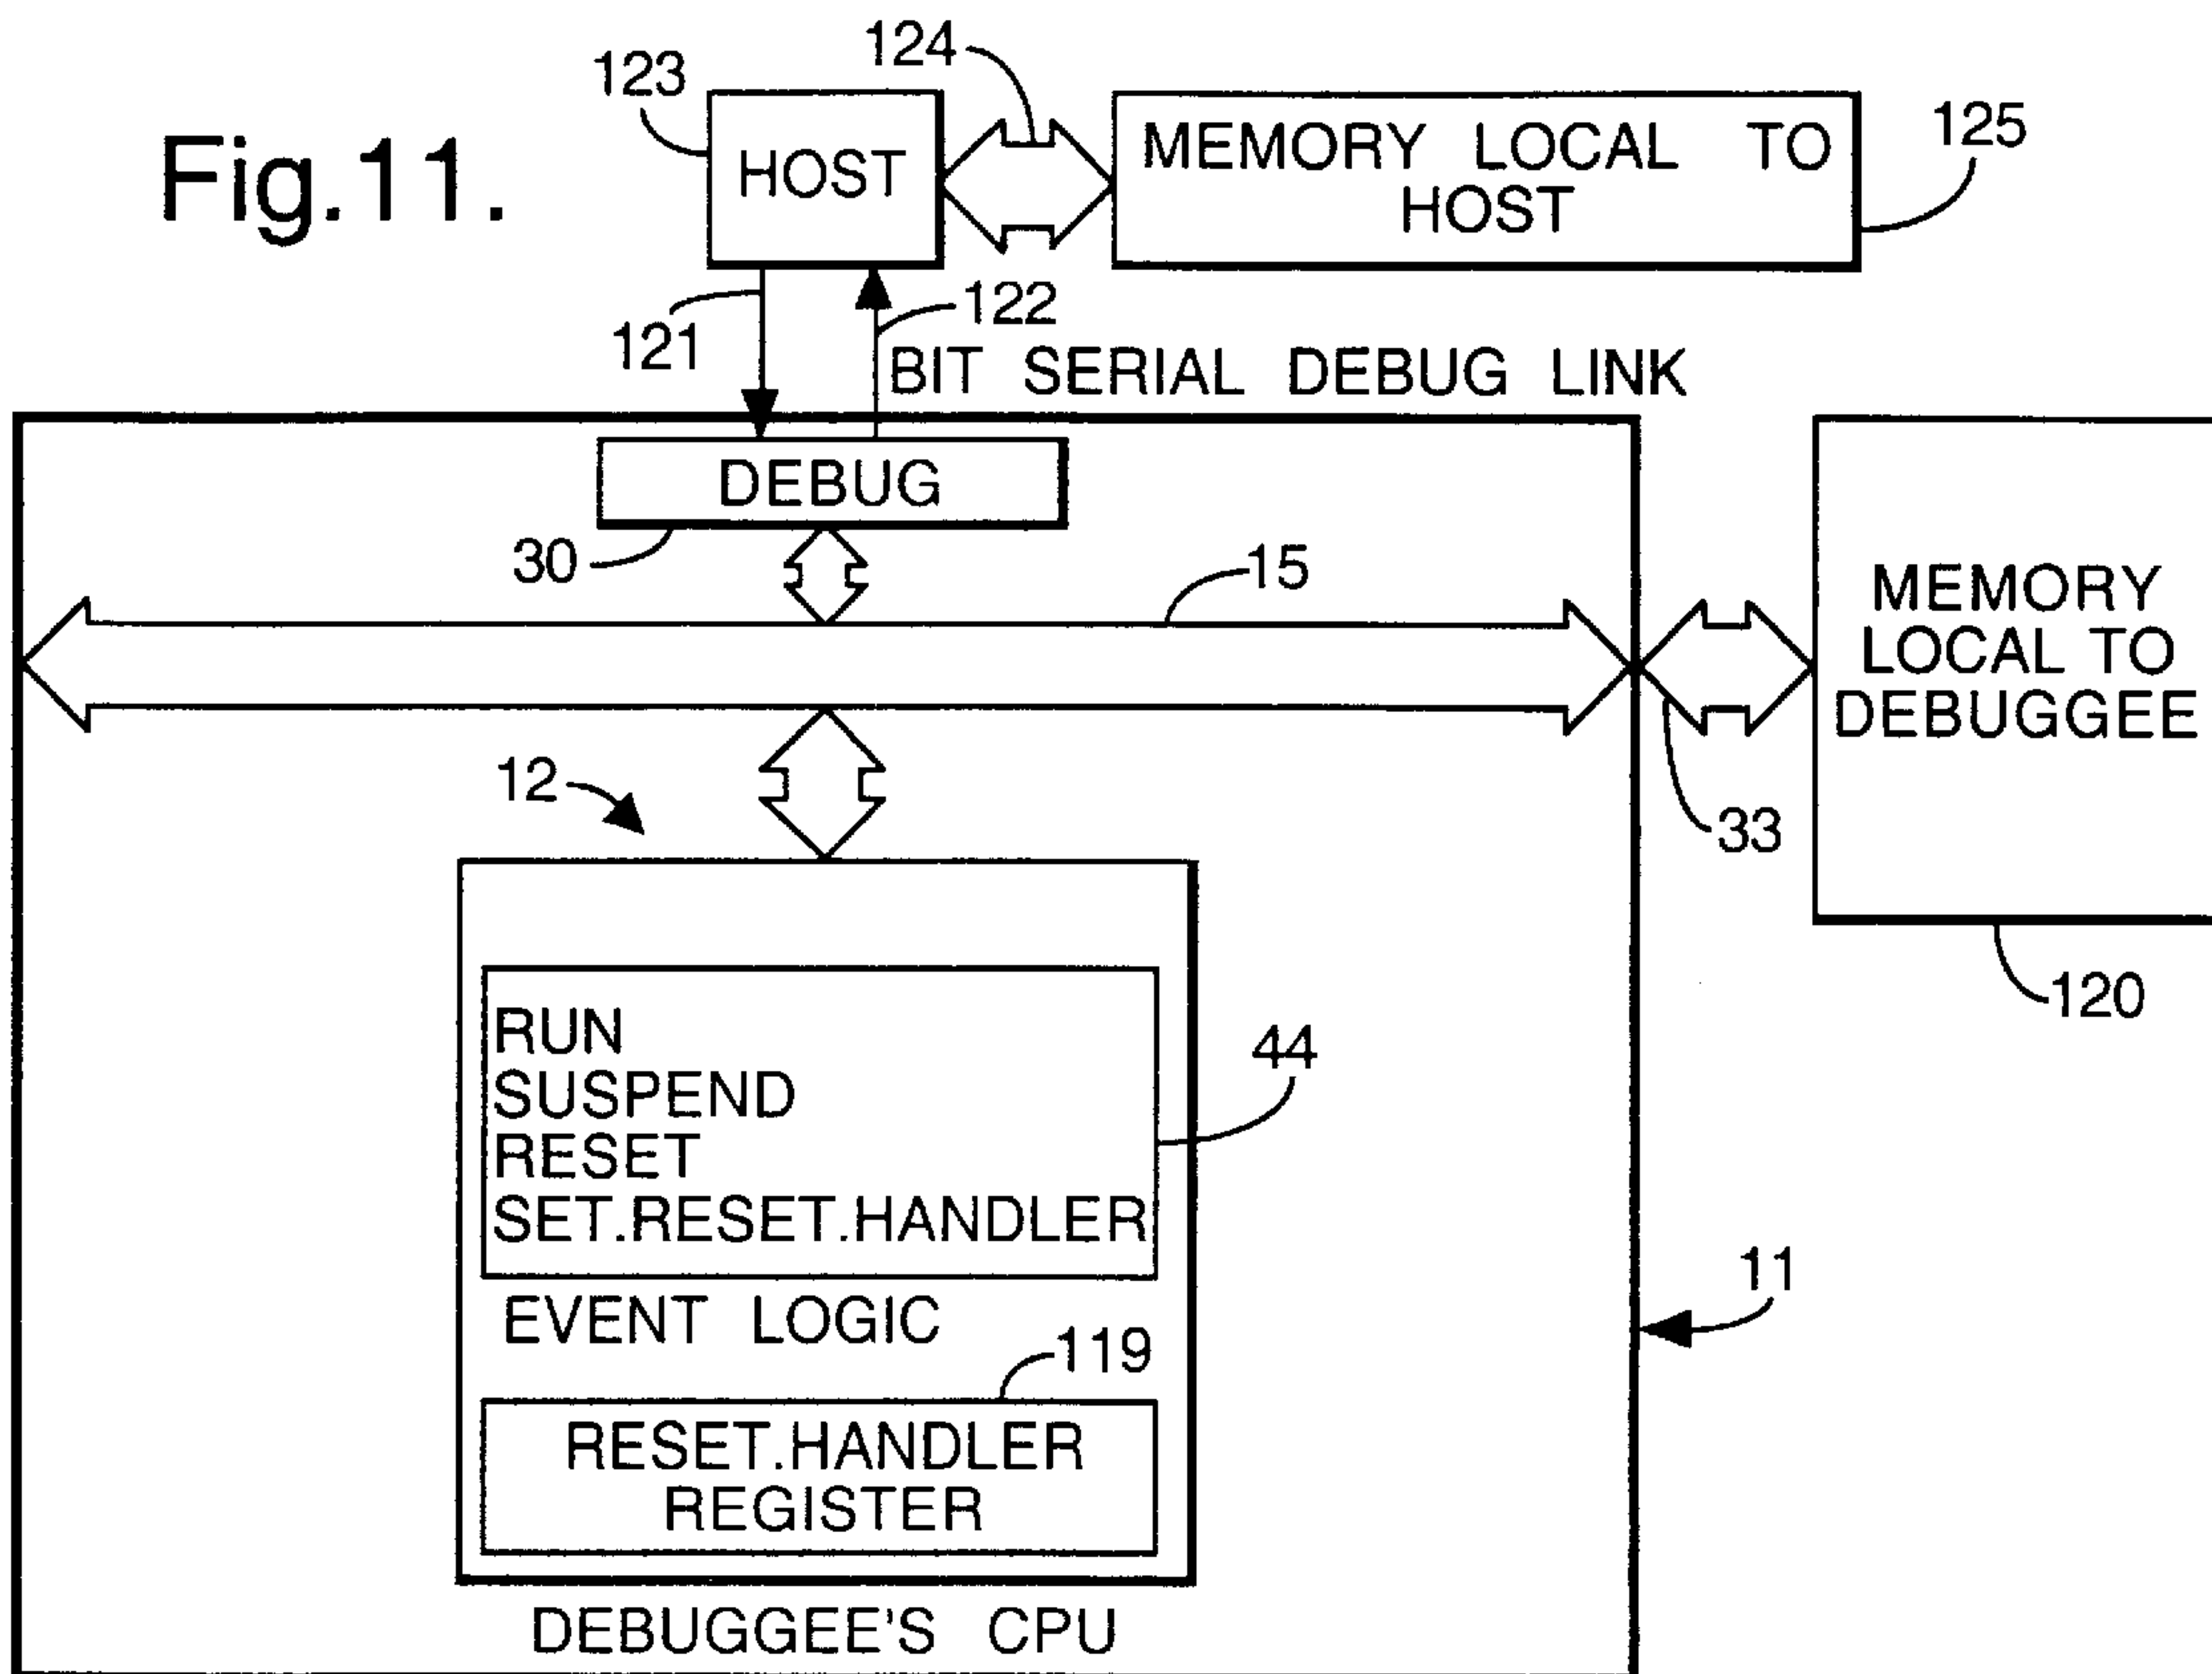 Fig.11.
123
124
HOST
MEMORY LOCAL TO
HOST
125
121
122
BIT SERIAL DEBUG LINK
DEBUG
30
15
MEMORY
LOCAL TO
DEBUGGEE
33
120
12
RUN
SUSPEND
RESET
SET.RESET.HANDLER
44
EVENT LOGIC
119
RESET.HANDLER
REGISTER
11
DEBUGGEE'S CPU